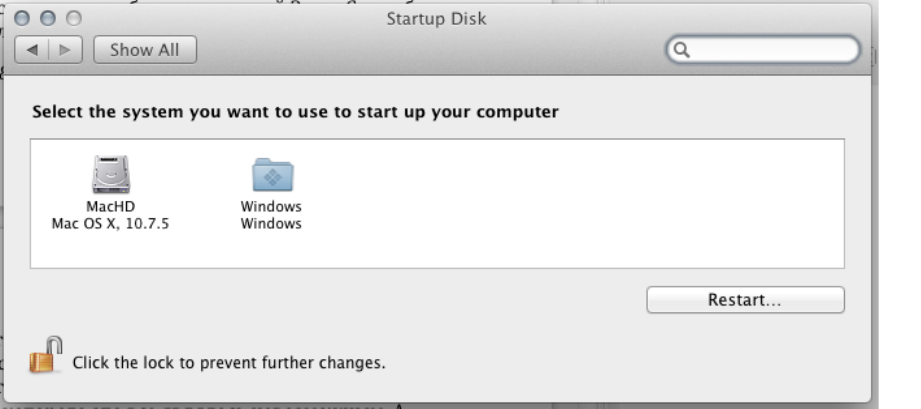 Startup Disk
Show All
Select the system you want to use to start up your computer
MacHD
Mac OS X, 10.7.5
Windows
Windows
Restart...
Click the lock to prevent further changes.